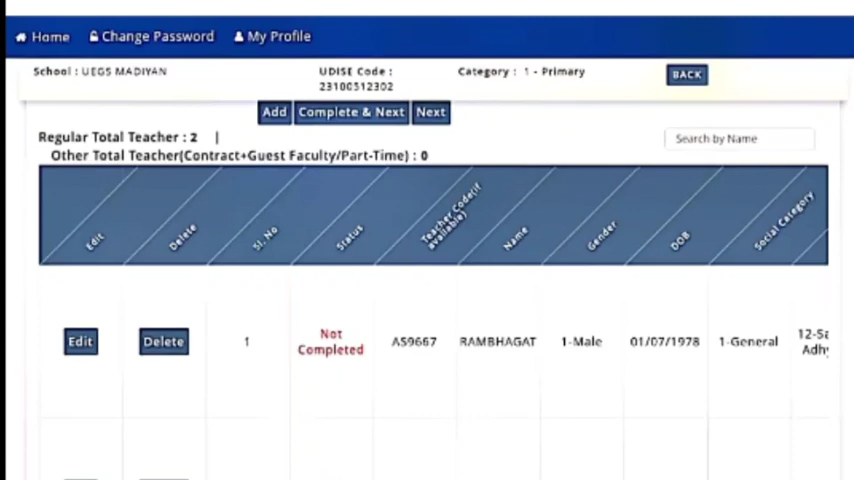 Home Change Password My Profile
School : UEGS MADIYAN UDISE Code : 23100512302 Category : 1 - Primary BACK
Add Complete & Next Next
Regular Total Teacher : 2 |
Search by Name
Other Total Teacher(Contract+Guest Faculty/Part-Time) : 0
Edit Delete Sl. No Status Teacher Code(if available) Name Gender DOB Social Category
Edit Delete 1 Not Completed AS9667 RAMBHAGAT 1-Male 01/07/1978 1-General 12-Sa Adhy